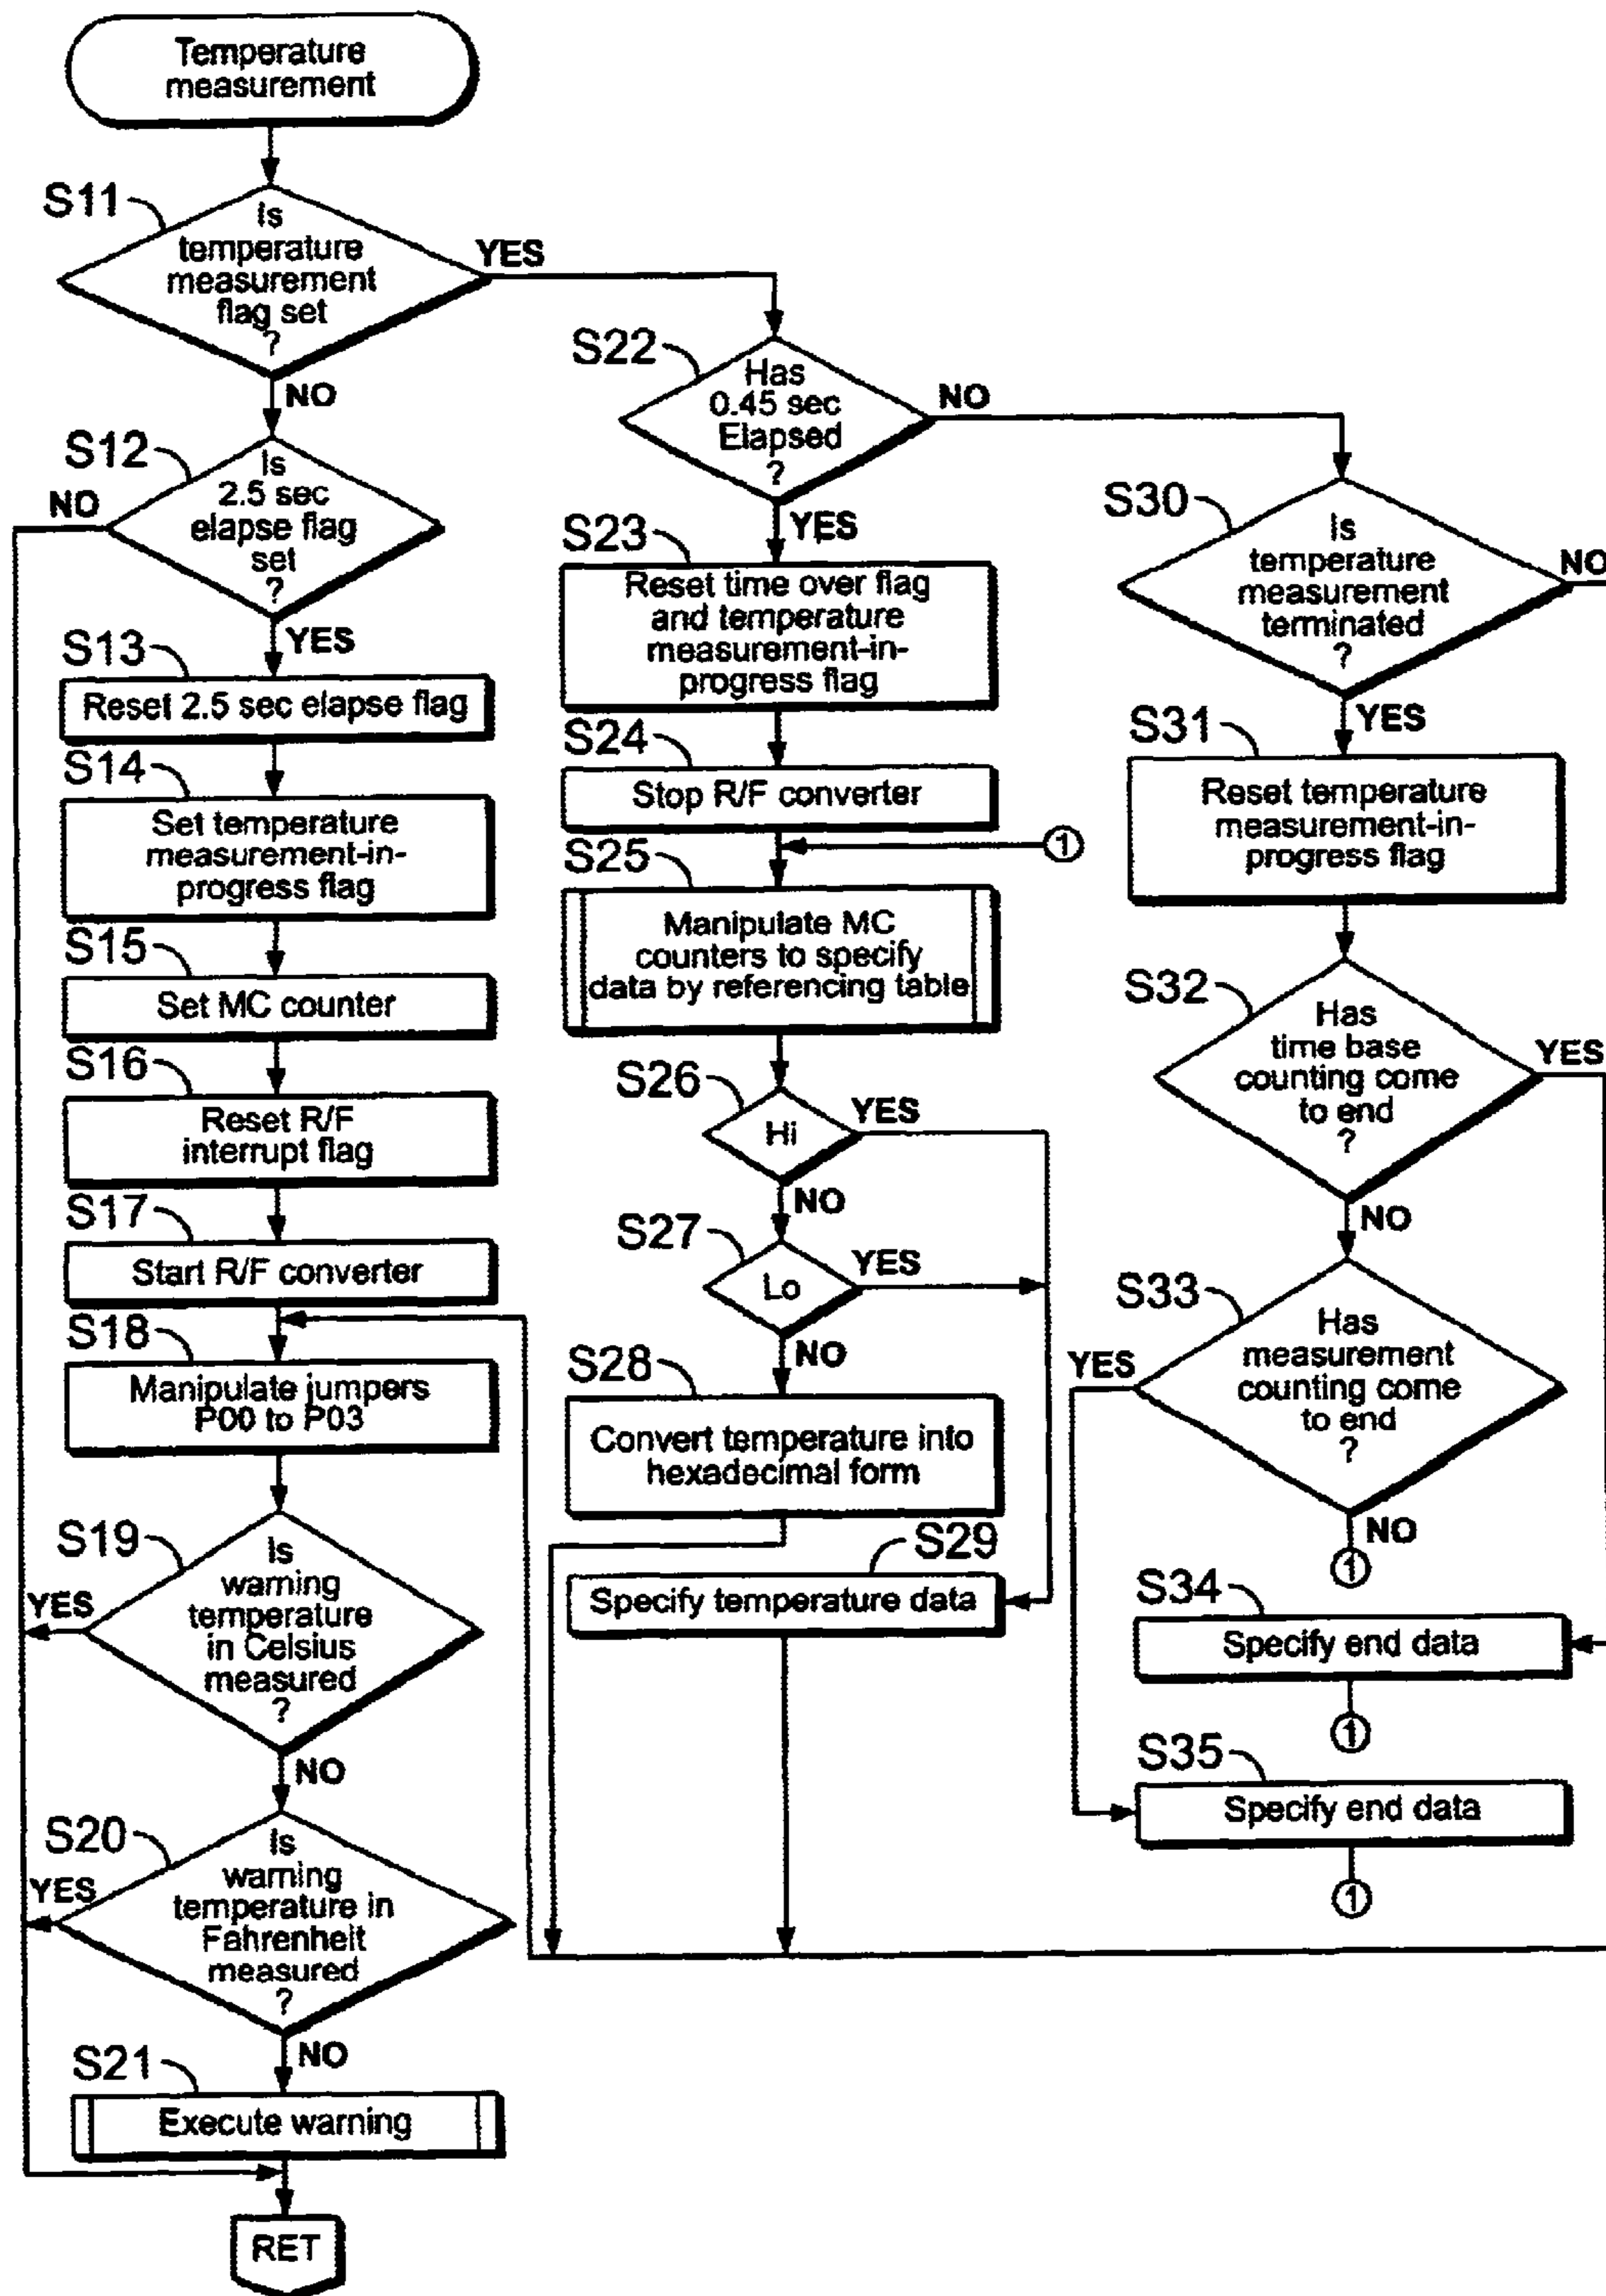 Temperature
measurement
S11
Is
temperature
measurement
flag set
?
YES
NO
S12
Is
2.5 sec
elapse flag
set
?
NO
YES
S13
Reset 2.5 sec elapse flag
S14
Set temperature
measurement-in-
progress flag
S15
Set MC counter
S16
Reset R/F
interrupt flag
S17
Start R/F converter
S18
Manipulate jumpers
P00 to P03
S19
Is
warning
temperature
in Celsius
measured
?
YES
NO
S20
Is
warning
temperature in
Fahrenheit
measured
?
YES
NO
S21
Execute warning
RET
S22
Has
0.45 sec
Elapsed
?
NO
YES
S23
Reset time over flag
and temperature
measurement-in-
progress flag
S24
Stop R/F converter
1
S25
Manipulate MC
counters to specify
data by referencing table
S26
Hi
YES
NO
S27
Lo
YES
NO
S28
Convert temperature into
hexadecimal form
S29
Specify temperature data
S30
Is
temperature
measurement
terminated
?
NO
YES
S31
Reset temperature
measurement-in-
progress flag
S32
Has
time base
counting come
to end
?
YES
NO
S33
Has
measurement
counting come
to end
?
YES
NO
1
S34
Specify end data
1
S35
Specify end data
1